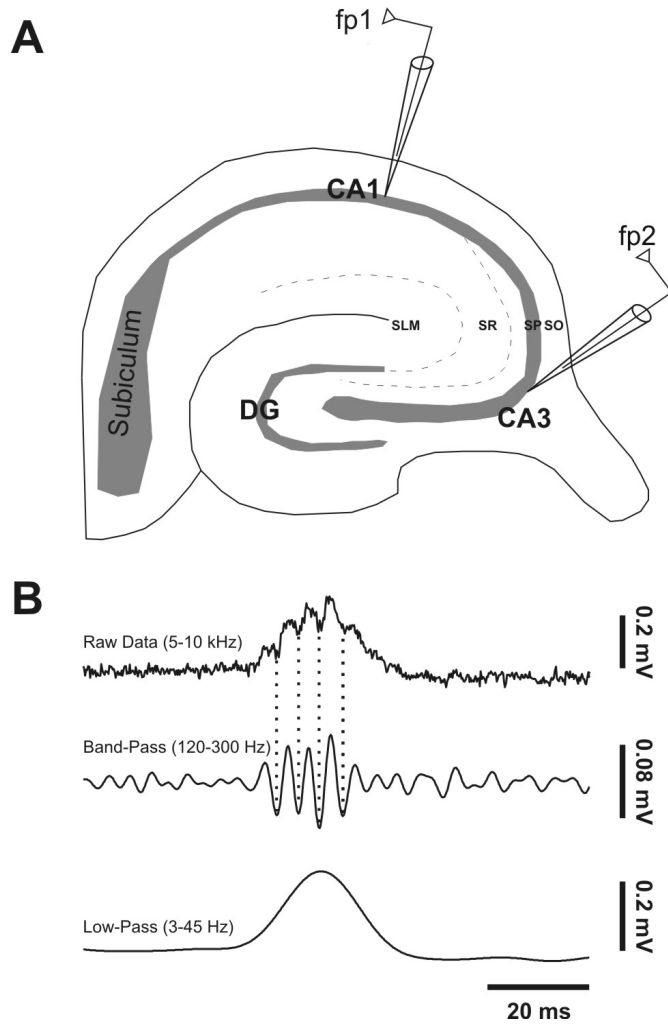 A
fp1
CA1
fp2
SLM
SR
SP
SO
Subiculum
DG
CA3
B
Raw Data (5-10 kHz)
0.2 mV
Band-Pass (120-300 Hz)
0.08 mV
Low-Pass (3-45 Hz)
0.2 mV
20 ms